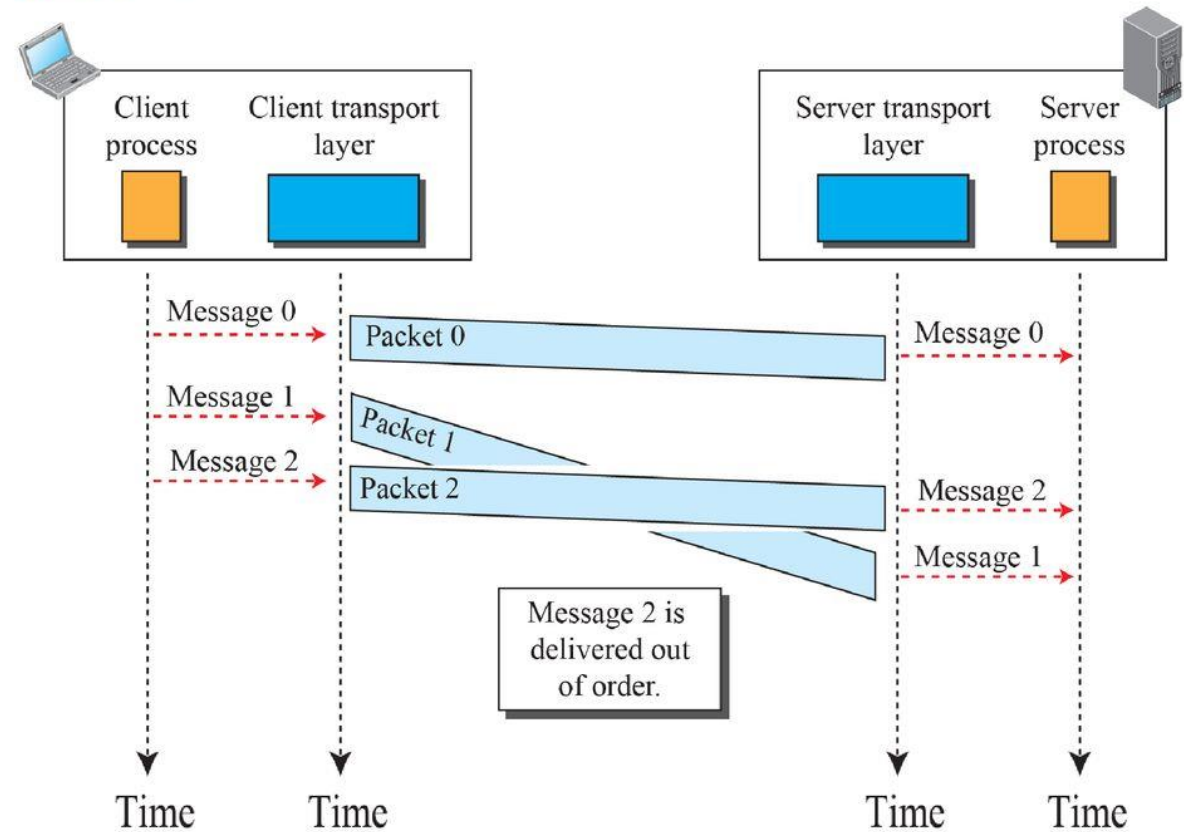 Client
process
Client transport
layer
Server transport
layer
Server
process
Message 0
Packet 0
Message 0
Message 1
Packet 1
Message 2
Packet 2
Message 2
Message 1
Message 2 is
delivered out
of order.
Time
Time
Time
Time